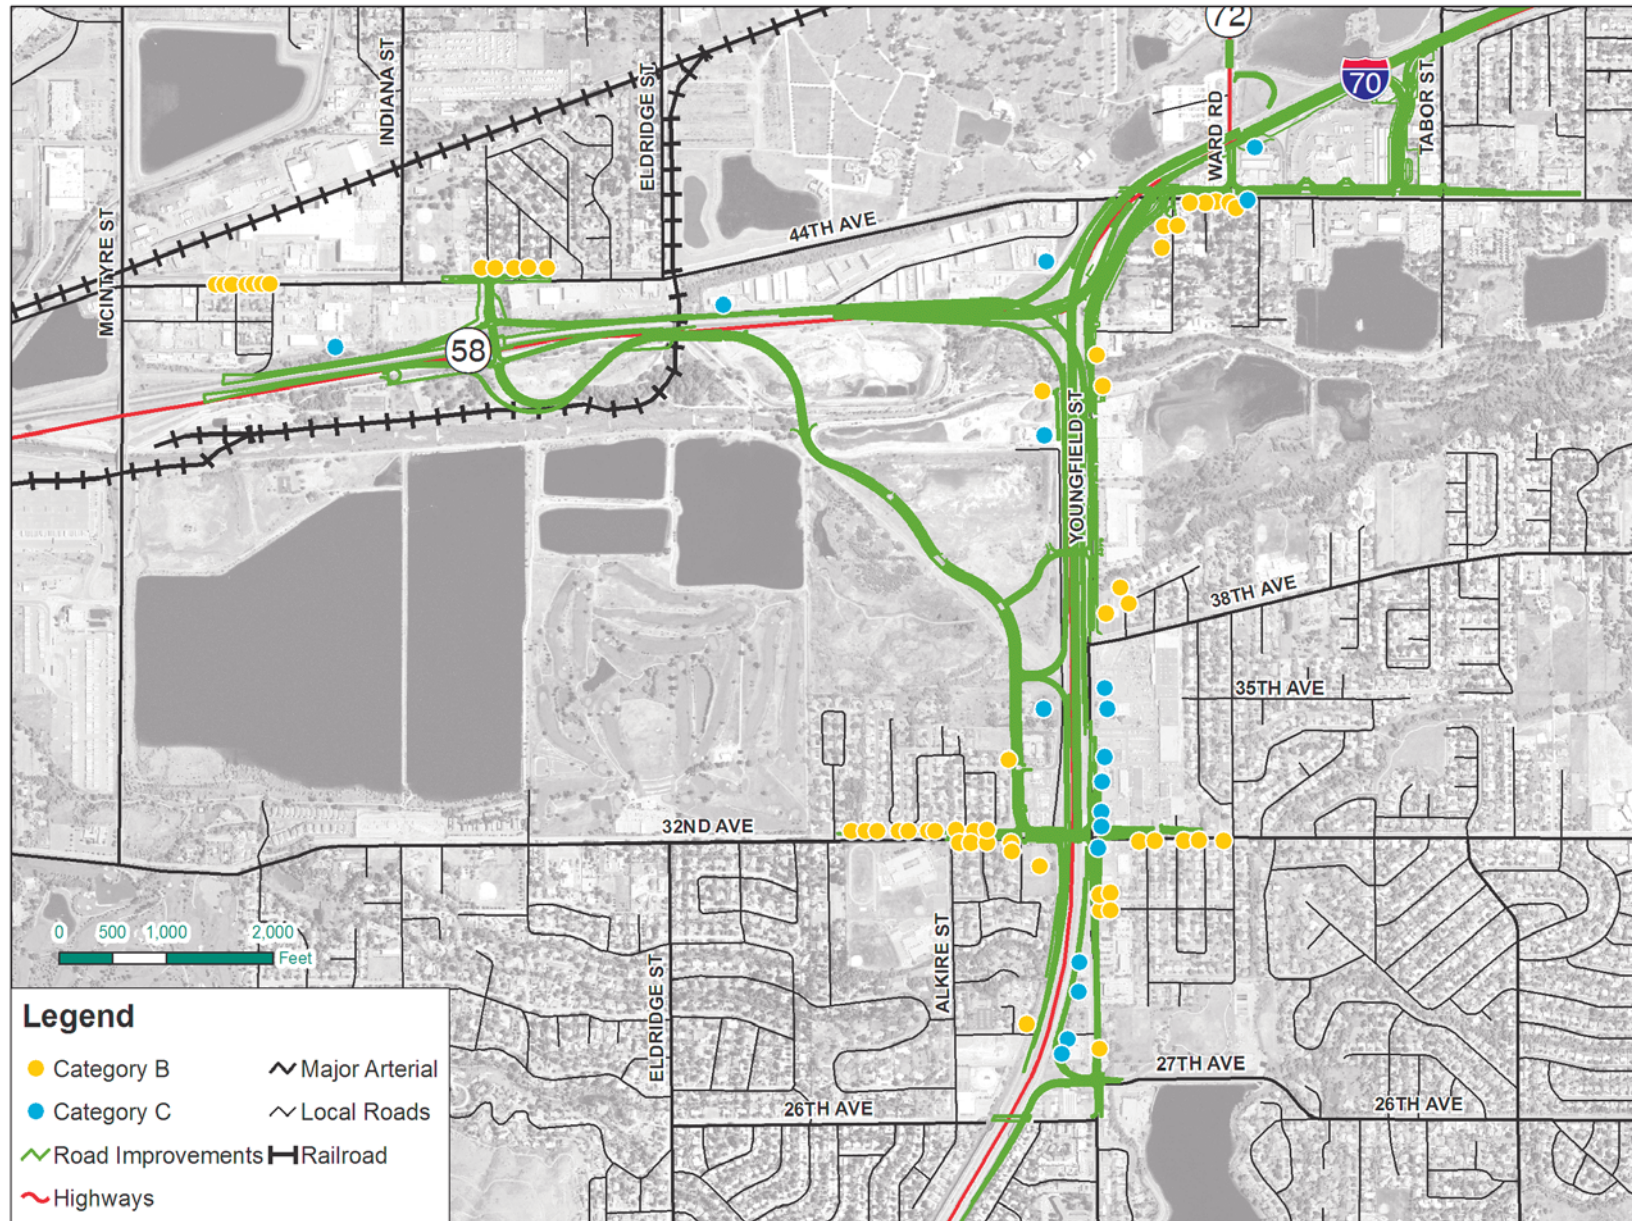 72
INDIANA ST
ELDRIDGE ST
70
WARD RD
TABOR ST
MCINTYRE ST
44TH AVE
58
YOUNGFIELD ST
38TH AVE
35TH AVE
32ND AVE
0 500 1,000 2,000
Feet
ALKIRE ST
ELDRIDGE ST
27TH AVE
26TH AVE
26TH AVE
Legend
Category B
Major Arterial
Category C
Local Roads
Road Improvements
Railroad
Highways